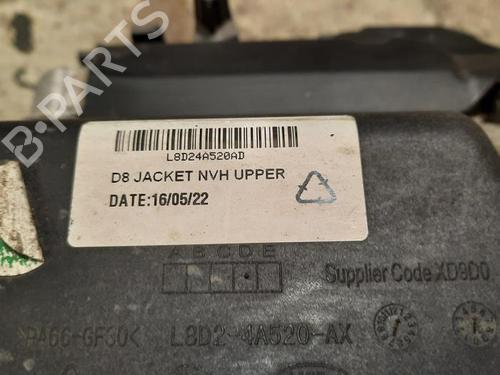 B-PARTS
L8D24A520AD
D8 JACKET NVH UPPER
DATE:16/05/22
A B C D E
Supplier Code XD9D0
>PA66-GF30< L8D2-4A520-AX